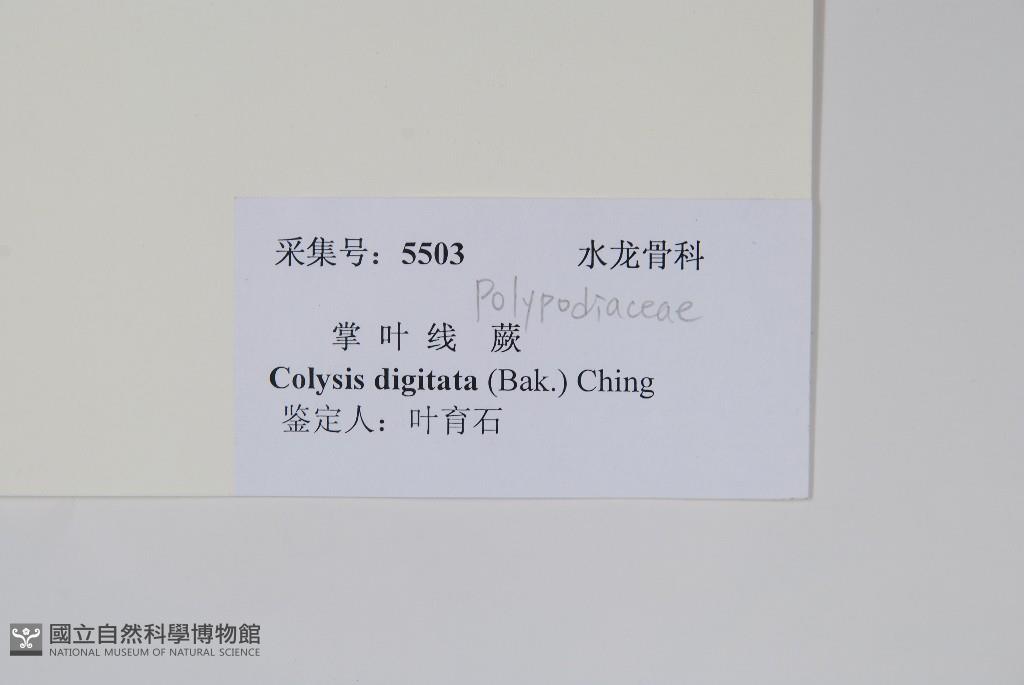 采集号：5503 水龙骨科
Polypodiaceae
掌 叶 线 蕨
Colysis digitata (Bak.) Ching
鉴定人：叶育石
國立自然科學博物館
NATIONAL MUSEUM OF NATURAL SCIENCE